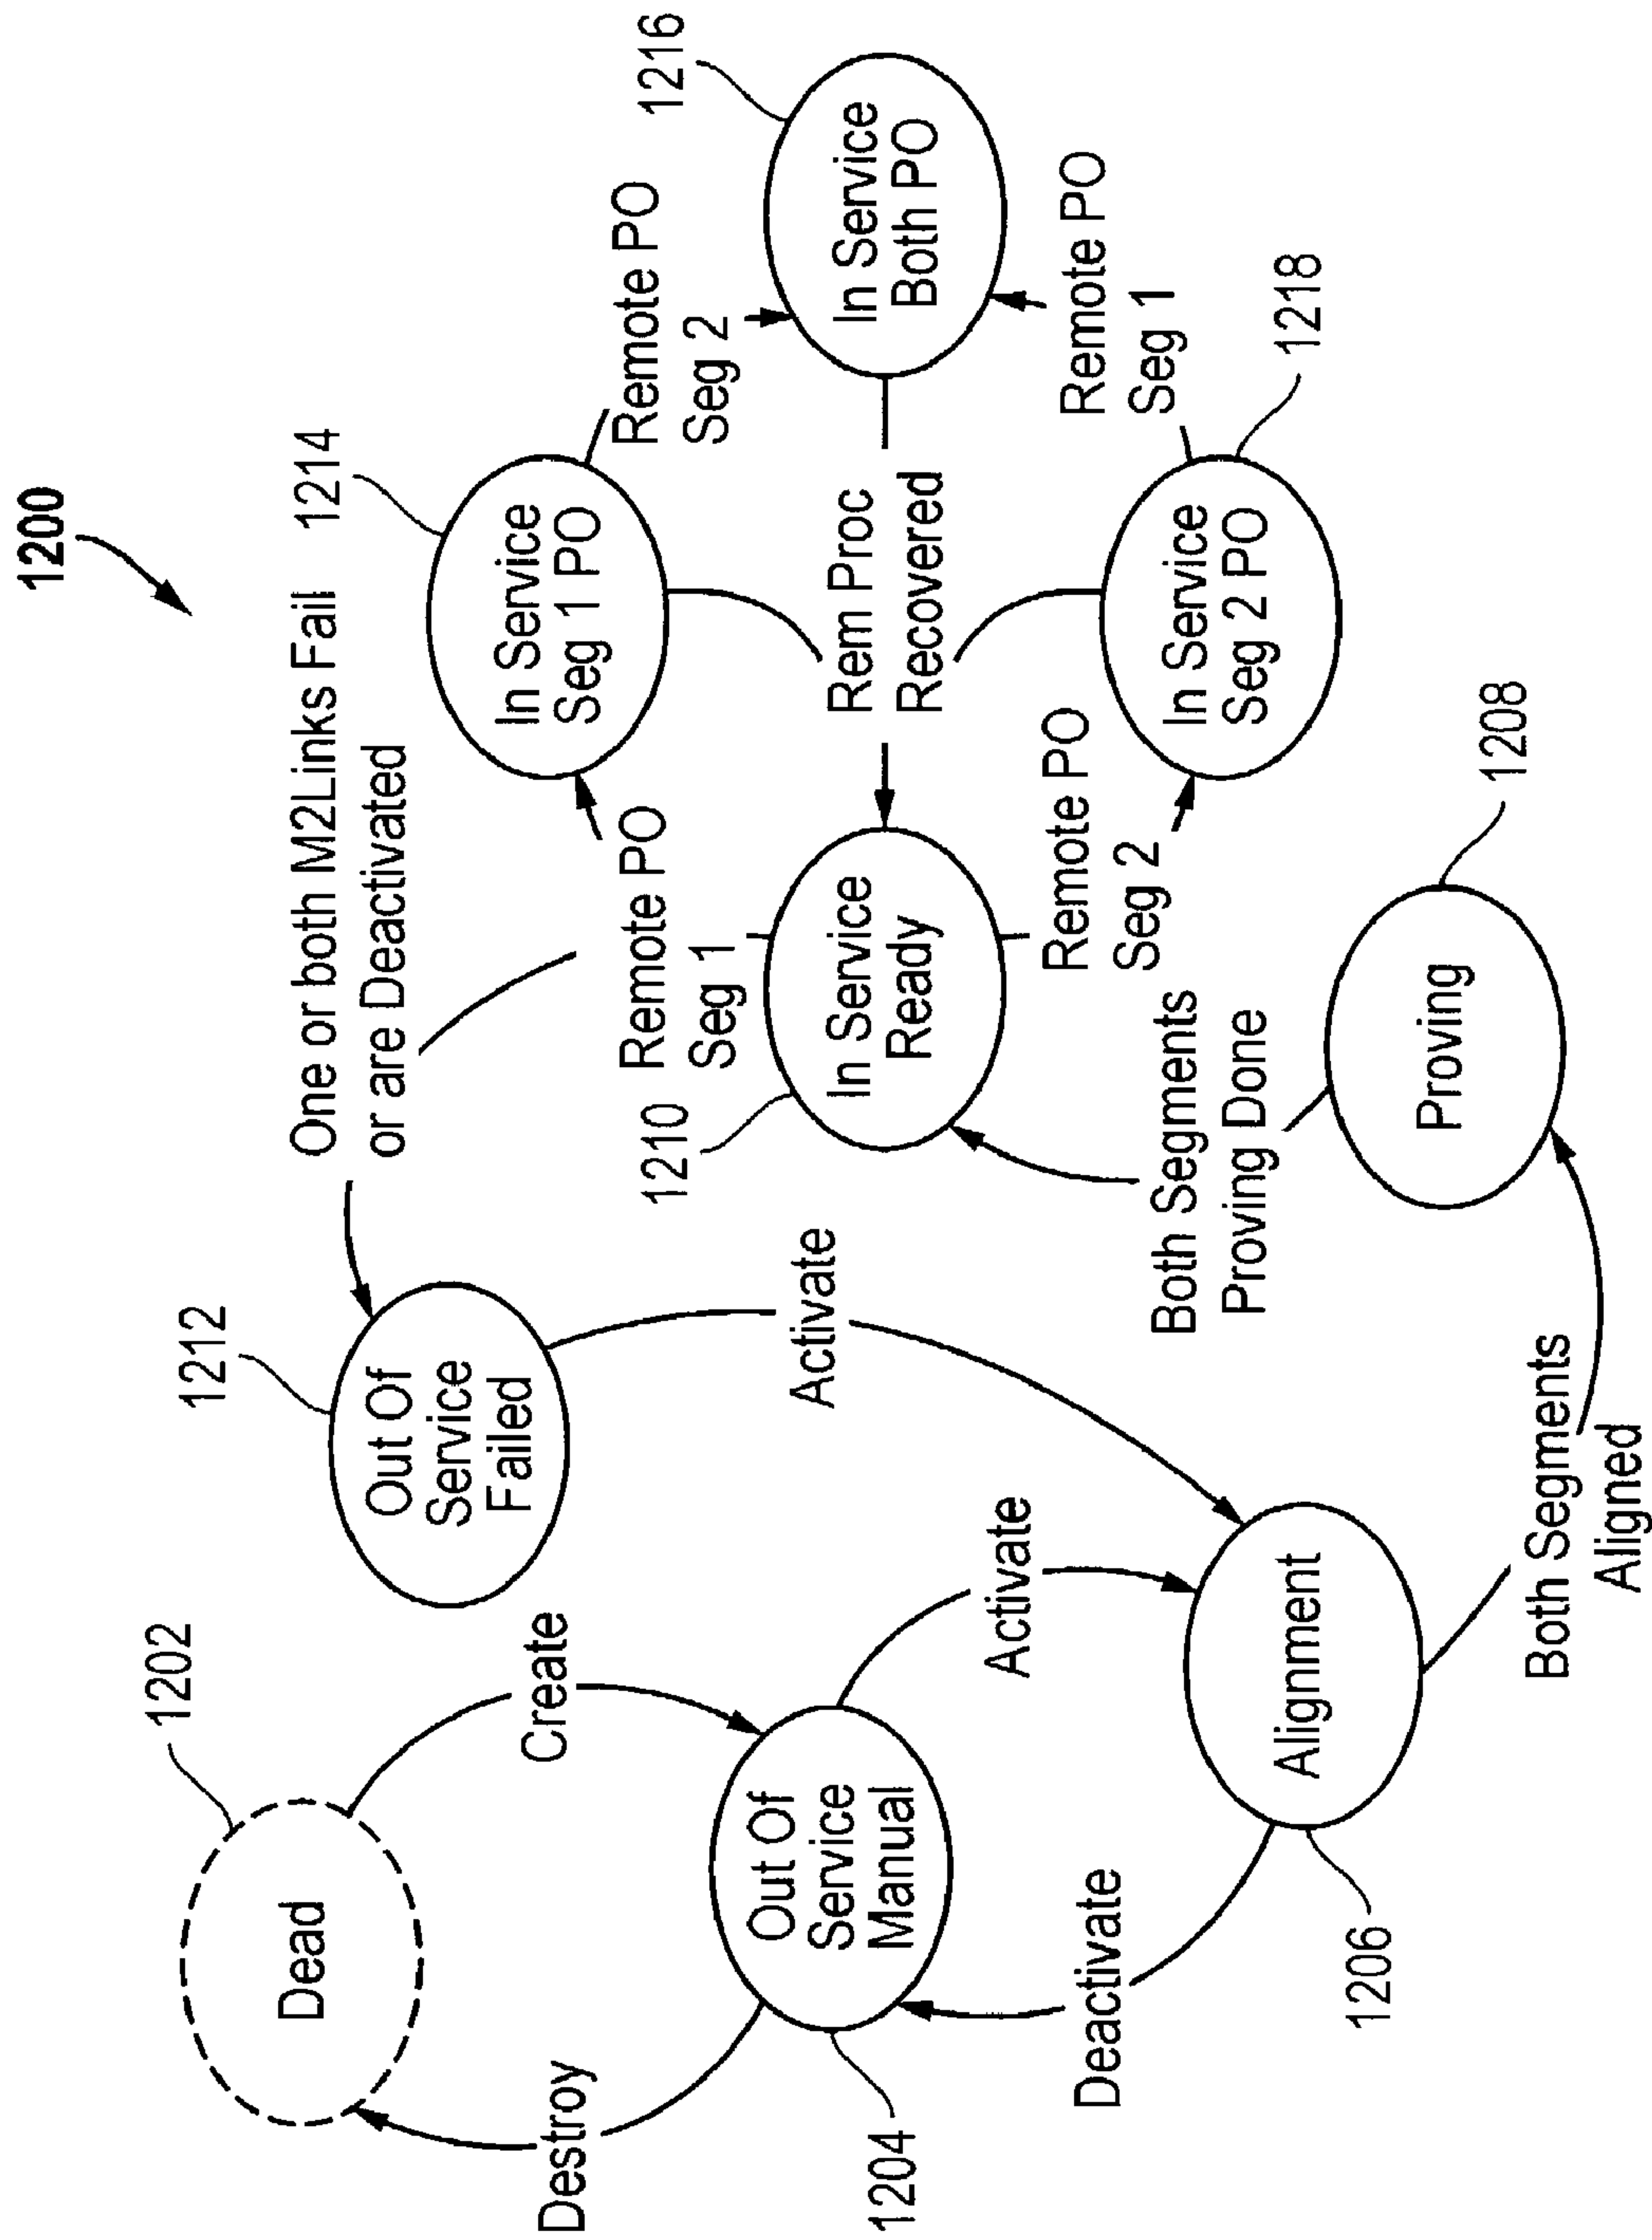 1200
1202
Dead
Create
Destroy
Out Of
Service
Manual
1204
Activate
Deactivate
Alignment
1206
1212
Out Of
Service
Failed
Activate
One or both M2Links Fail
or are Deactivated
Both Segments
Aligned
Proving
1208
Both Segments
Proving Done
1210
In Service
Ready
Remote PO
Seg 1
1214
In Service
Seg 1 PO
Remote PO
Seg 2
Rem Proc
Recovered
Remote PO
Seg 2
1216
In Service
Both PO
In Service
Seg 2 PO
1218
Remote PO
Seg 1